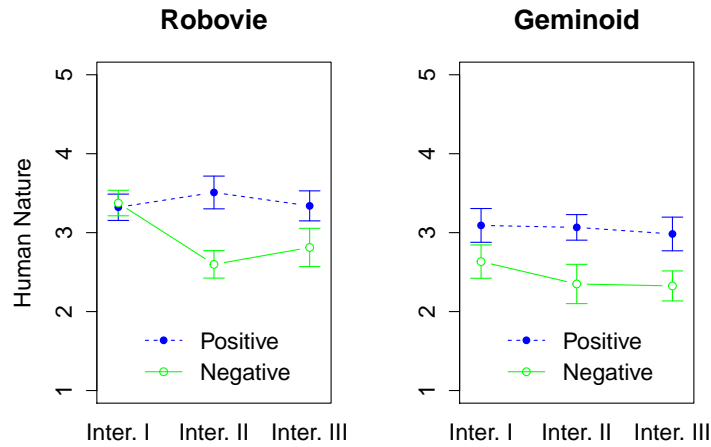 Robovie
Human Nature
5
4
3
2
1
Positive
Negative
Inter. I Inter. II Inter. III
Geminoid
5
4
3
2
1
Positive
Negative
Inter. I Inter. II Inter. III